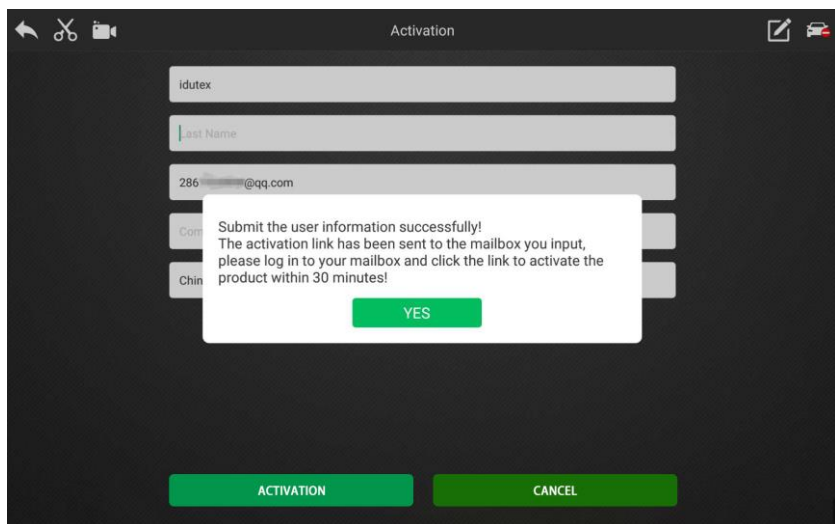 Activation
idutex
Last Name
286 @qq.com
Com
Chin
Submit the user information successfully!
The activation link has been sent to the mailbox you input,
please log in to your mailbox and click the link to activate the
product within 30 minutes!
YES
ACTIVATION
CANCEL